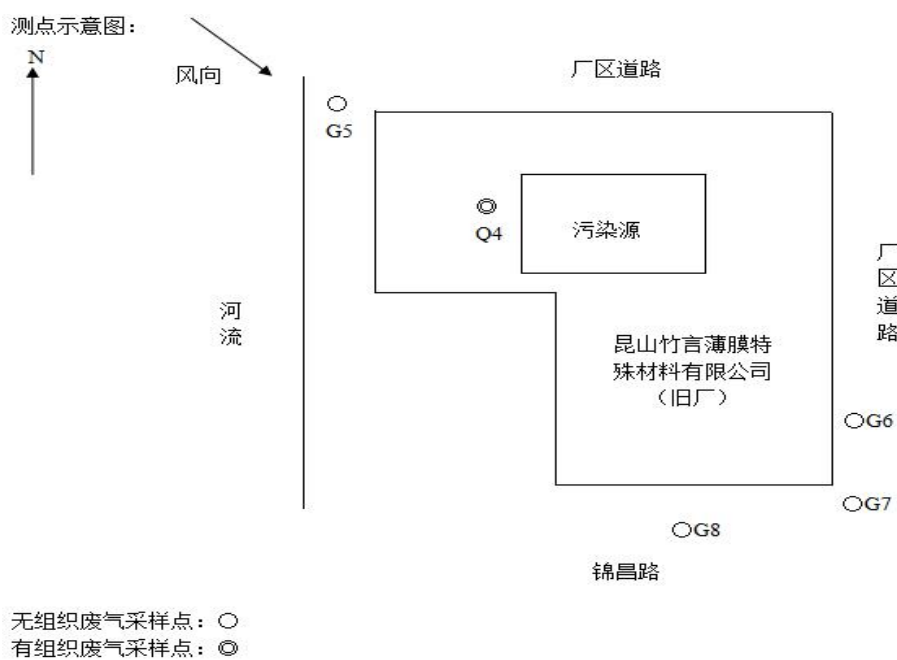 测点示意图：
N
风向
厂区道路
G5
Q4
污染源
厂
区
道
路
河
流
昆山竹言薄膜特
殊材料有限公司
（旧厂）
G6
G7
G8
锦昌路
无组织废气采样点：○
有组织废气采样点：◎